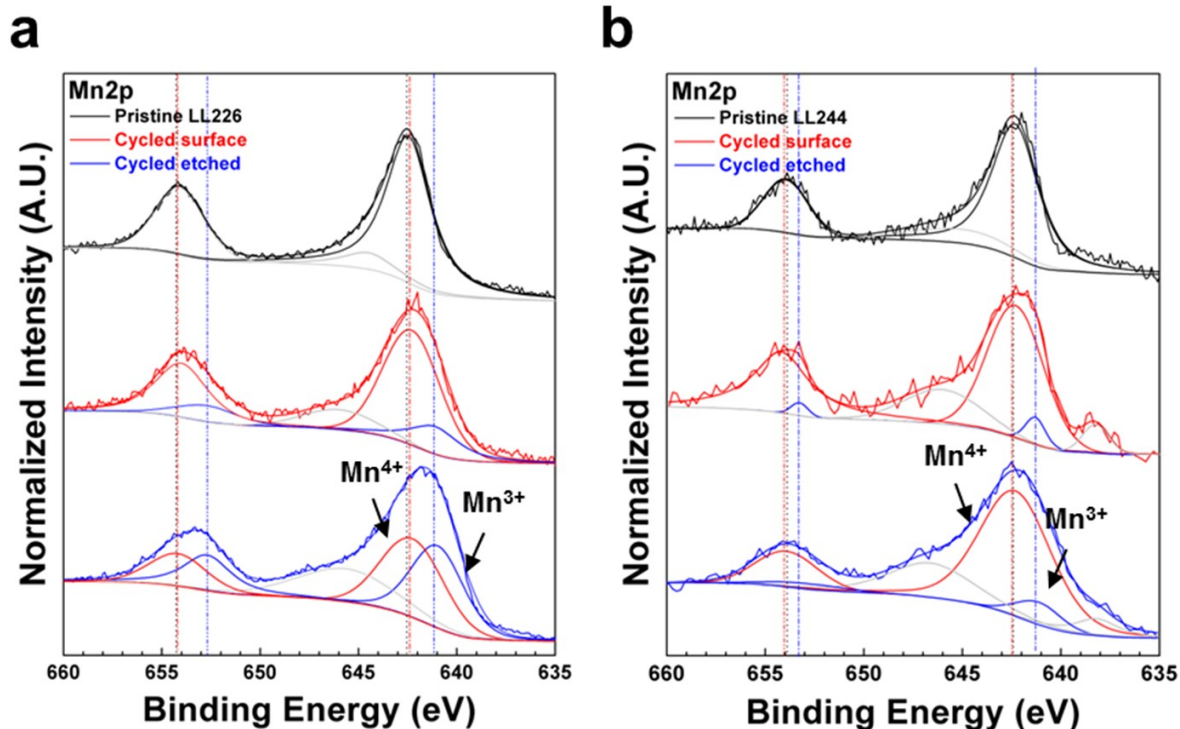 a
Mn2p
Pristine LL226
Cycled surface
Cycled etched
Mn4+
Mn3+
660 655 650 645 640 635
Binding Energy (eV)
Normalized Intensity (A.U.)
b
Mn2p
Pristine LL244
Cycled surface
Cycled etched
Mn4+
Mn3+
660 655 650 645 640 635
Binding Energy (eV)
Normalized Intensity (A.U.)